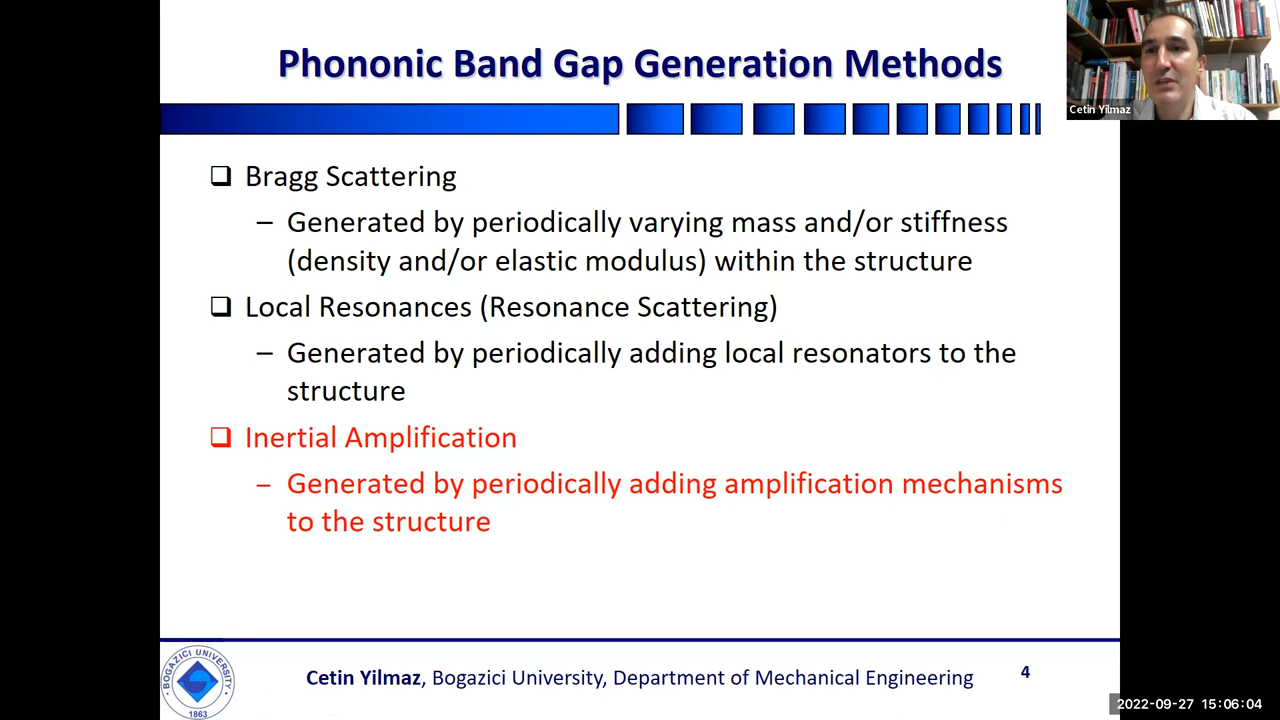 Phononic Band Gap Generation Methods
Cetin Yilmaz
❑ Bragg Scattering
– Generated by periodically varying mass and/or stiffness
(density and/or elastic modulus) within the structure
❑ Local Resonances (Resonance Scattering)
– Generated by periodically adding local resonators to the
structure
❑ Inertial Amplification
– Generated by periodically adding amplification mechanisms
to the structure
BOGAZICI UNIVERSITY
1863
Cetin Yilmaz, Bogazici University, Department of Mechanical Engineering
4
2022-09-27 15:06:04